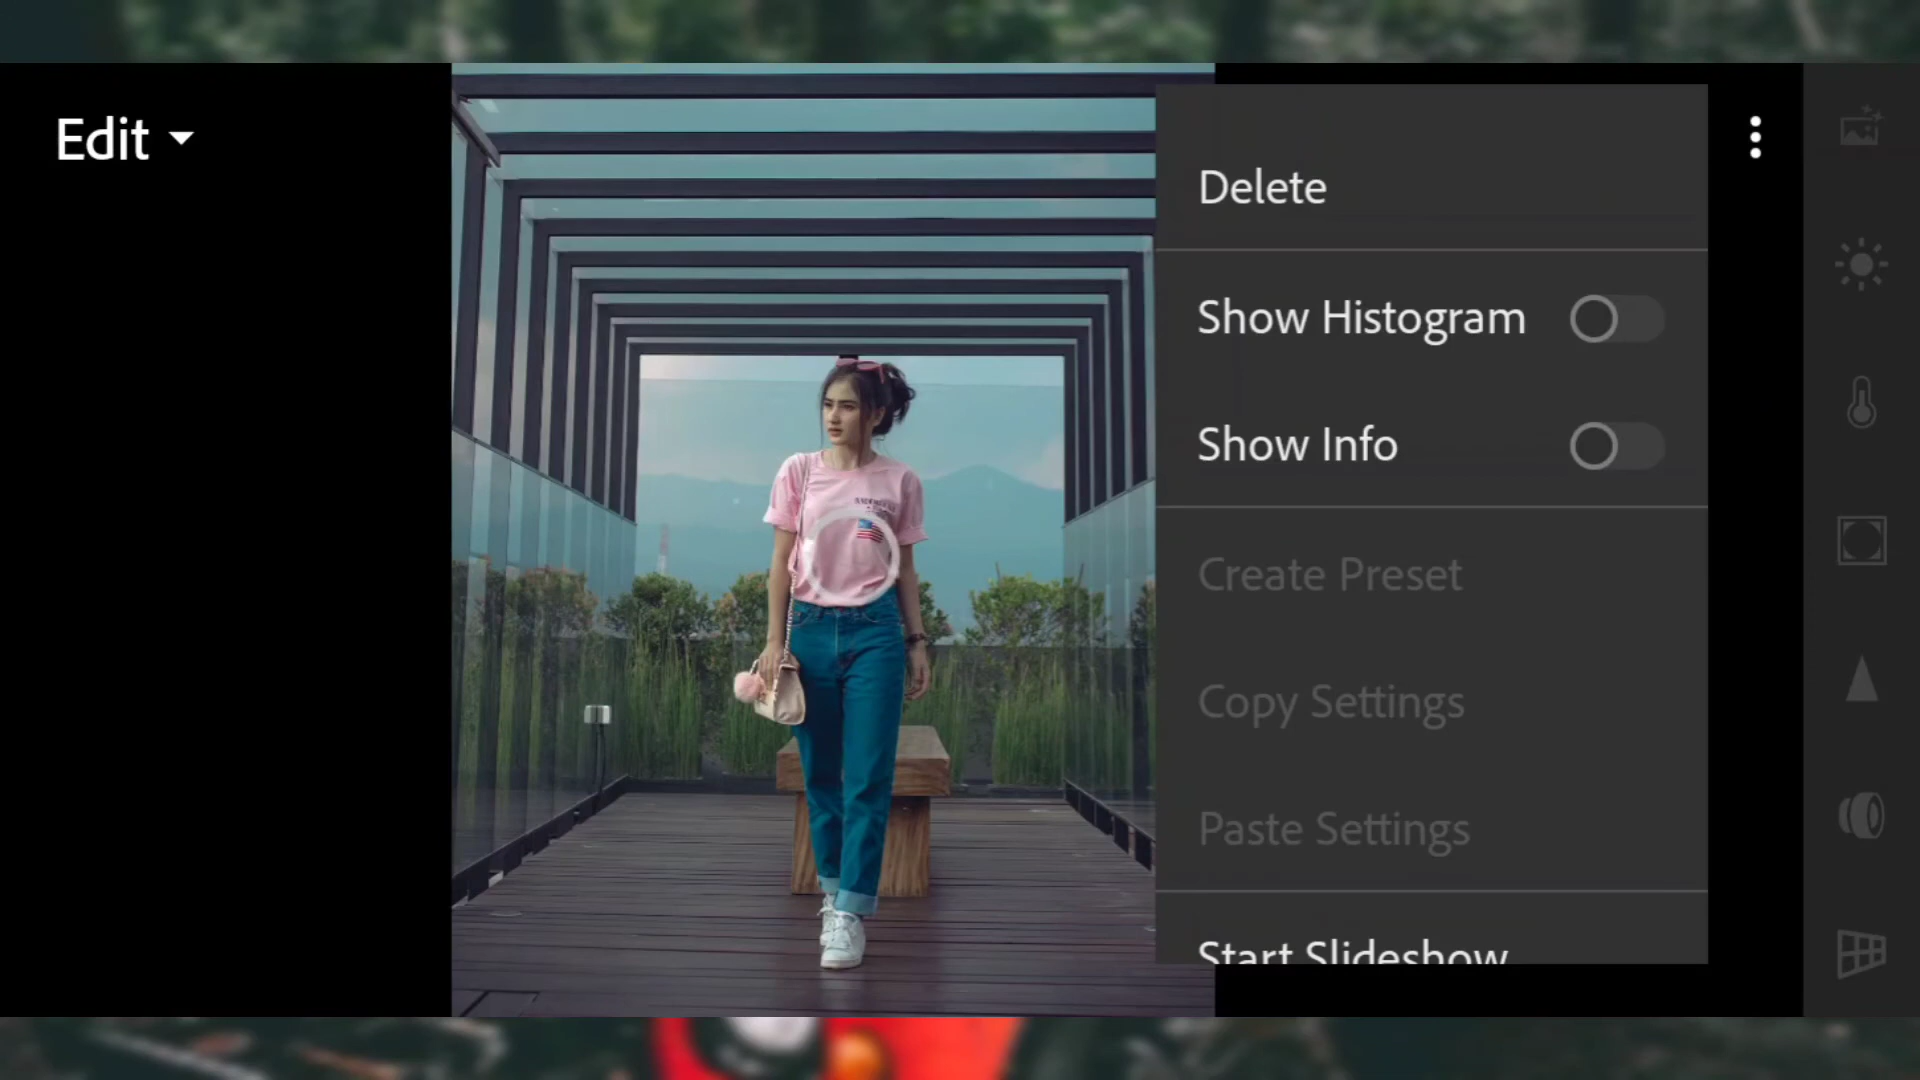 Edit
Delete
Show Histogram
Show Info
Create Preset
Copy Settings
Paste Settings
Start Slideshow